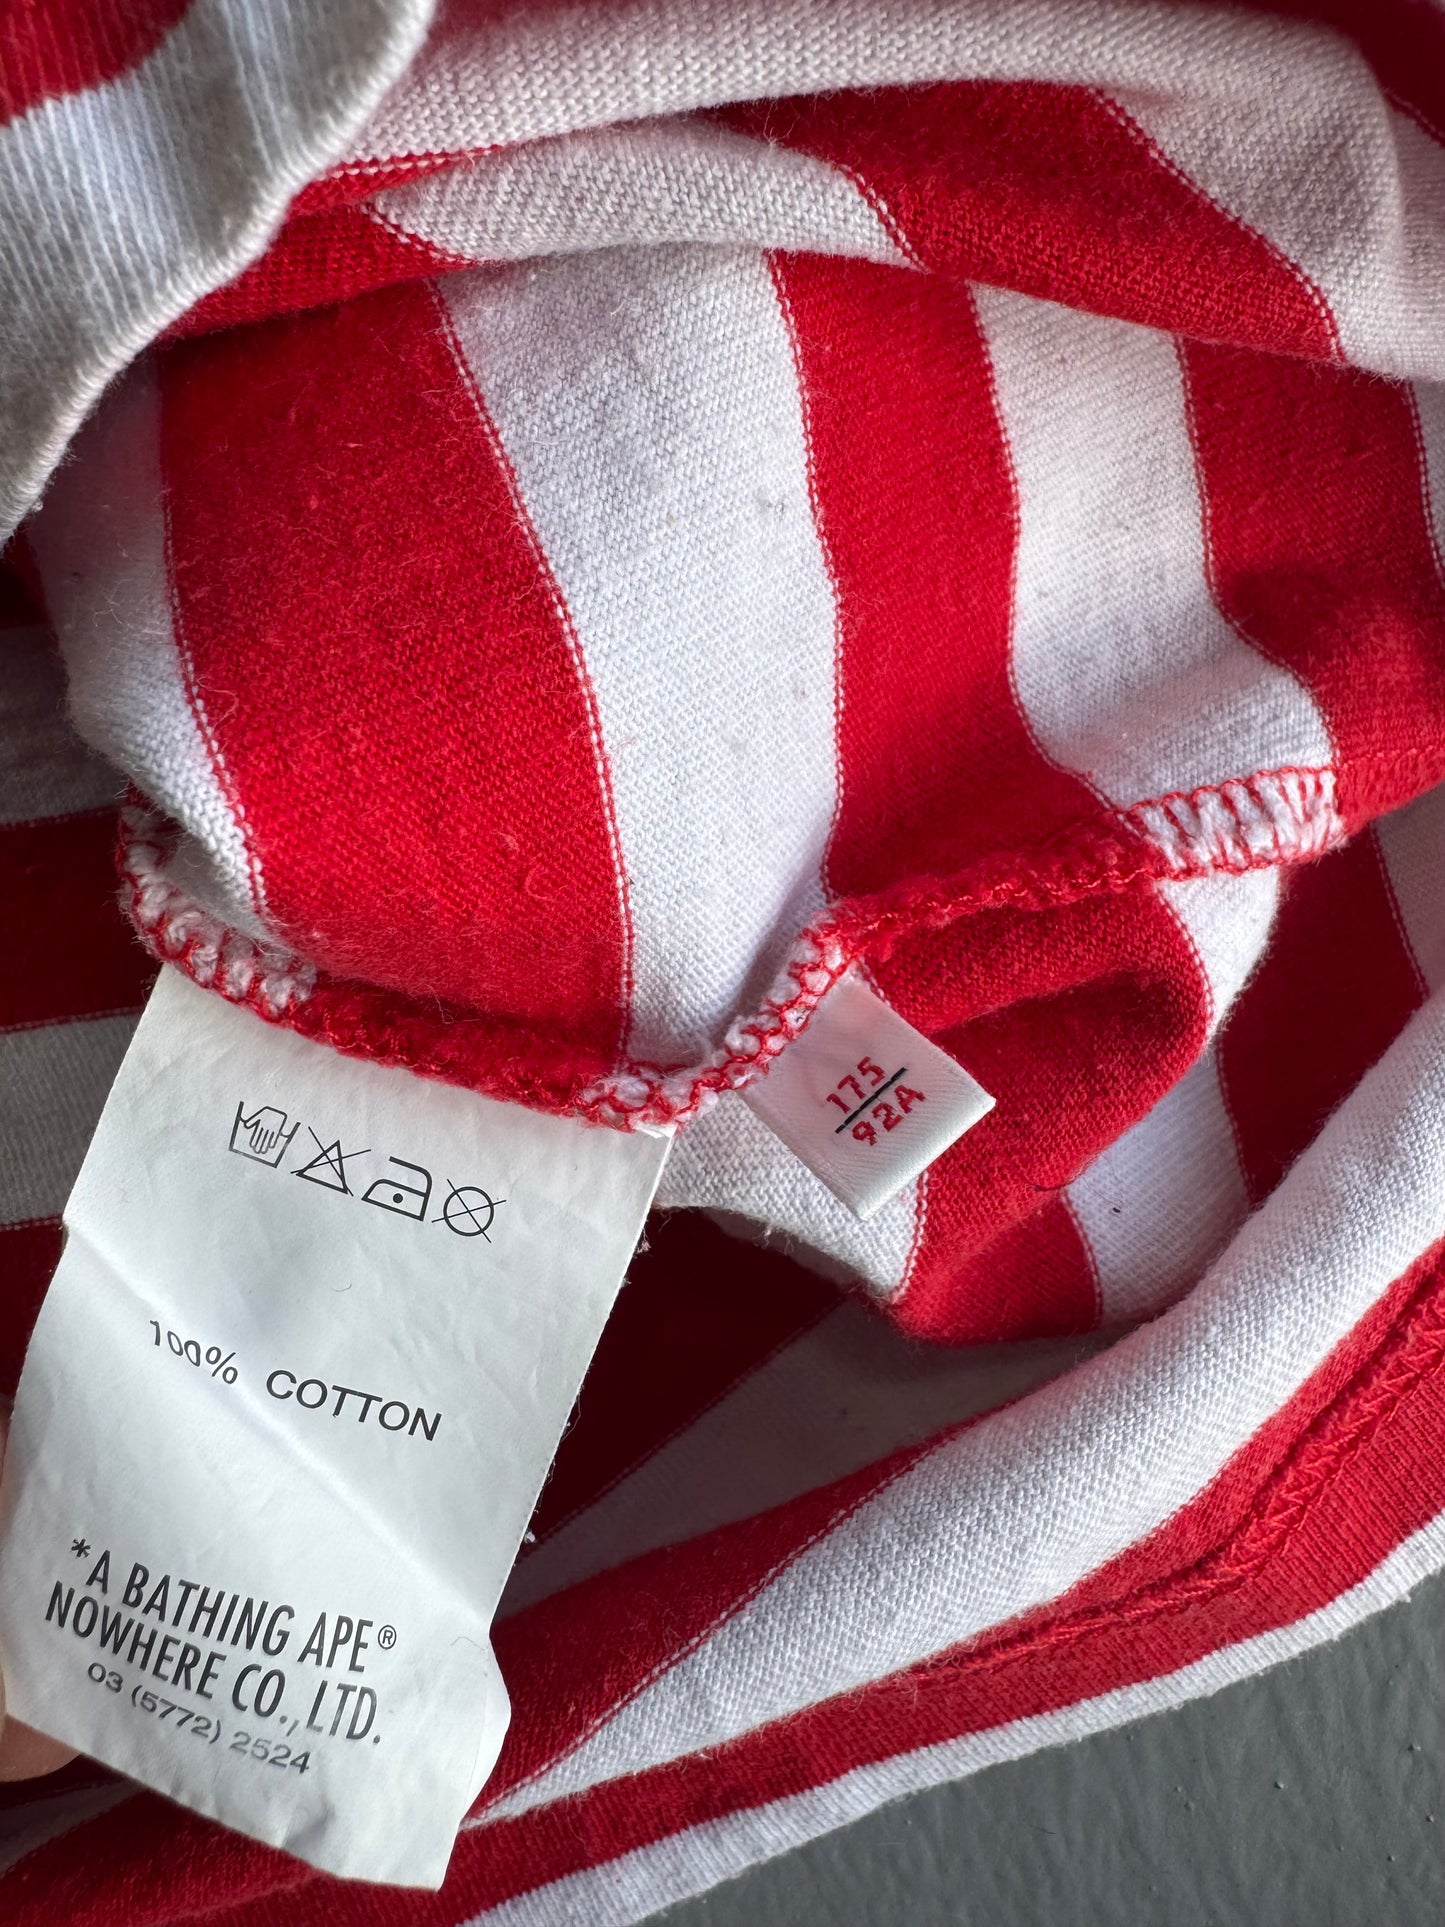 175
92A
100% COTTON
*A BATHING APE®
NOWHERE CO., LTD.
03 (5772) 2524